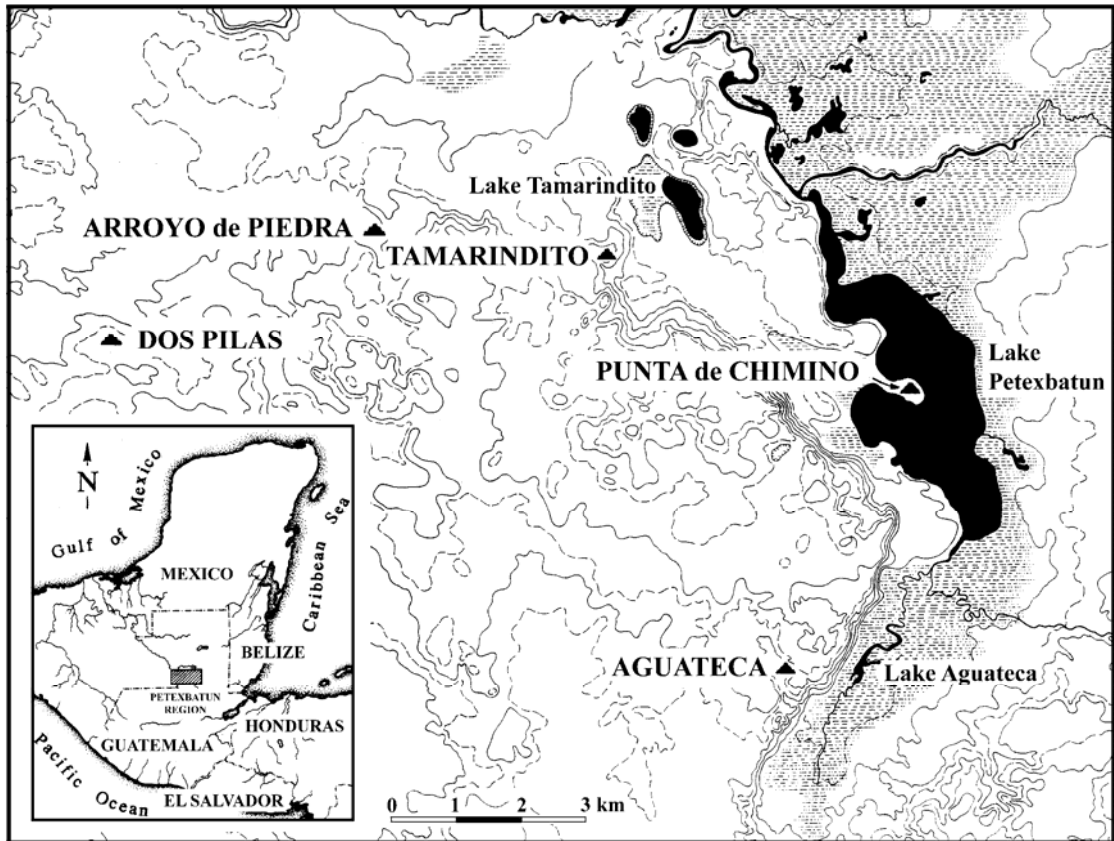 Lake Tamarindito
ARROYO de PIEDRA
TAMARINDITO
DOS PILAS
Lake
Petexbatun
PUNTA de CHIMINO
AGUATECA
Lake Aguateca
0 1 2 3 km
N
Gulf of Mexico
Caribbean Sea
MEXICO
BELIZE
PETEXBATUN
REGION
HONDURAS
GUATEMALA
Pacific Ocean
EL SALVADOR